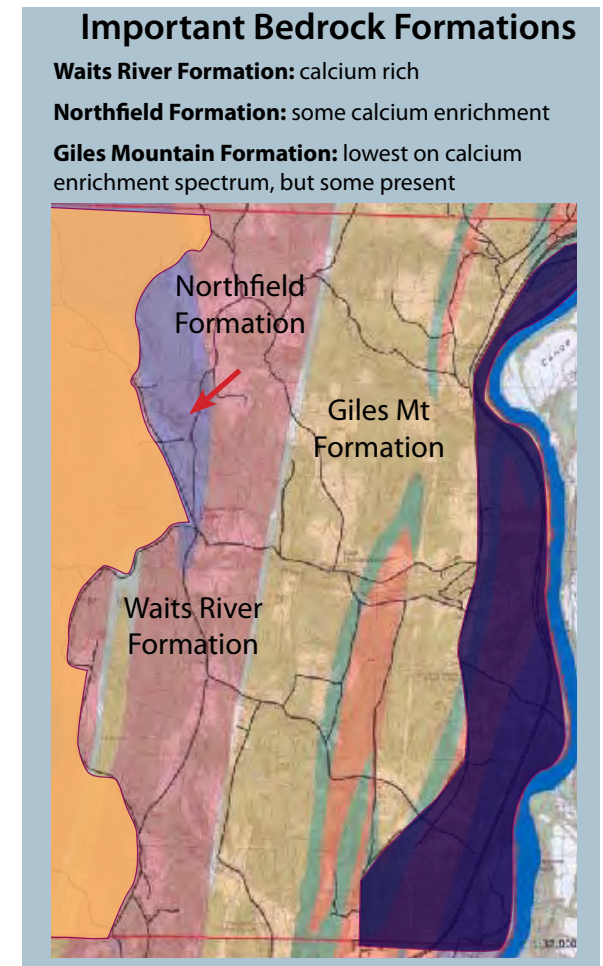 Important Bedrock Formations
Waits River Formation: calcium rich
Northfield Formation: some calcium enrichment
Giles Mountain Formation: lowest on calcium
enrichment spectrum, but some present
Northfield
Formation
Giles Mt
Formation
Waits River
Formation